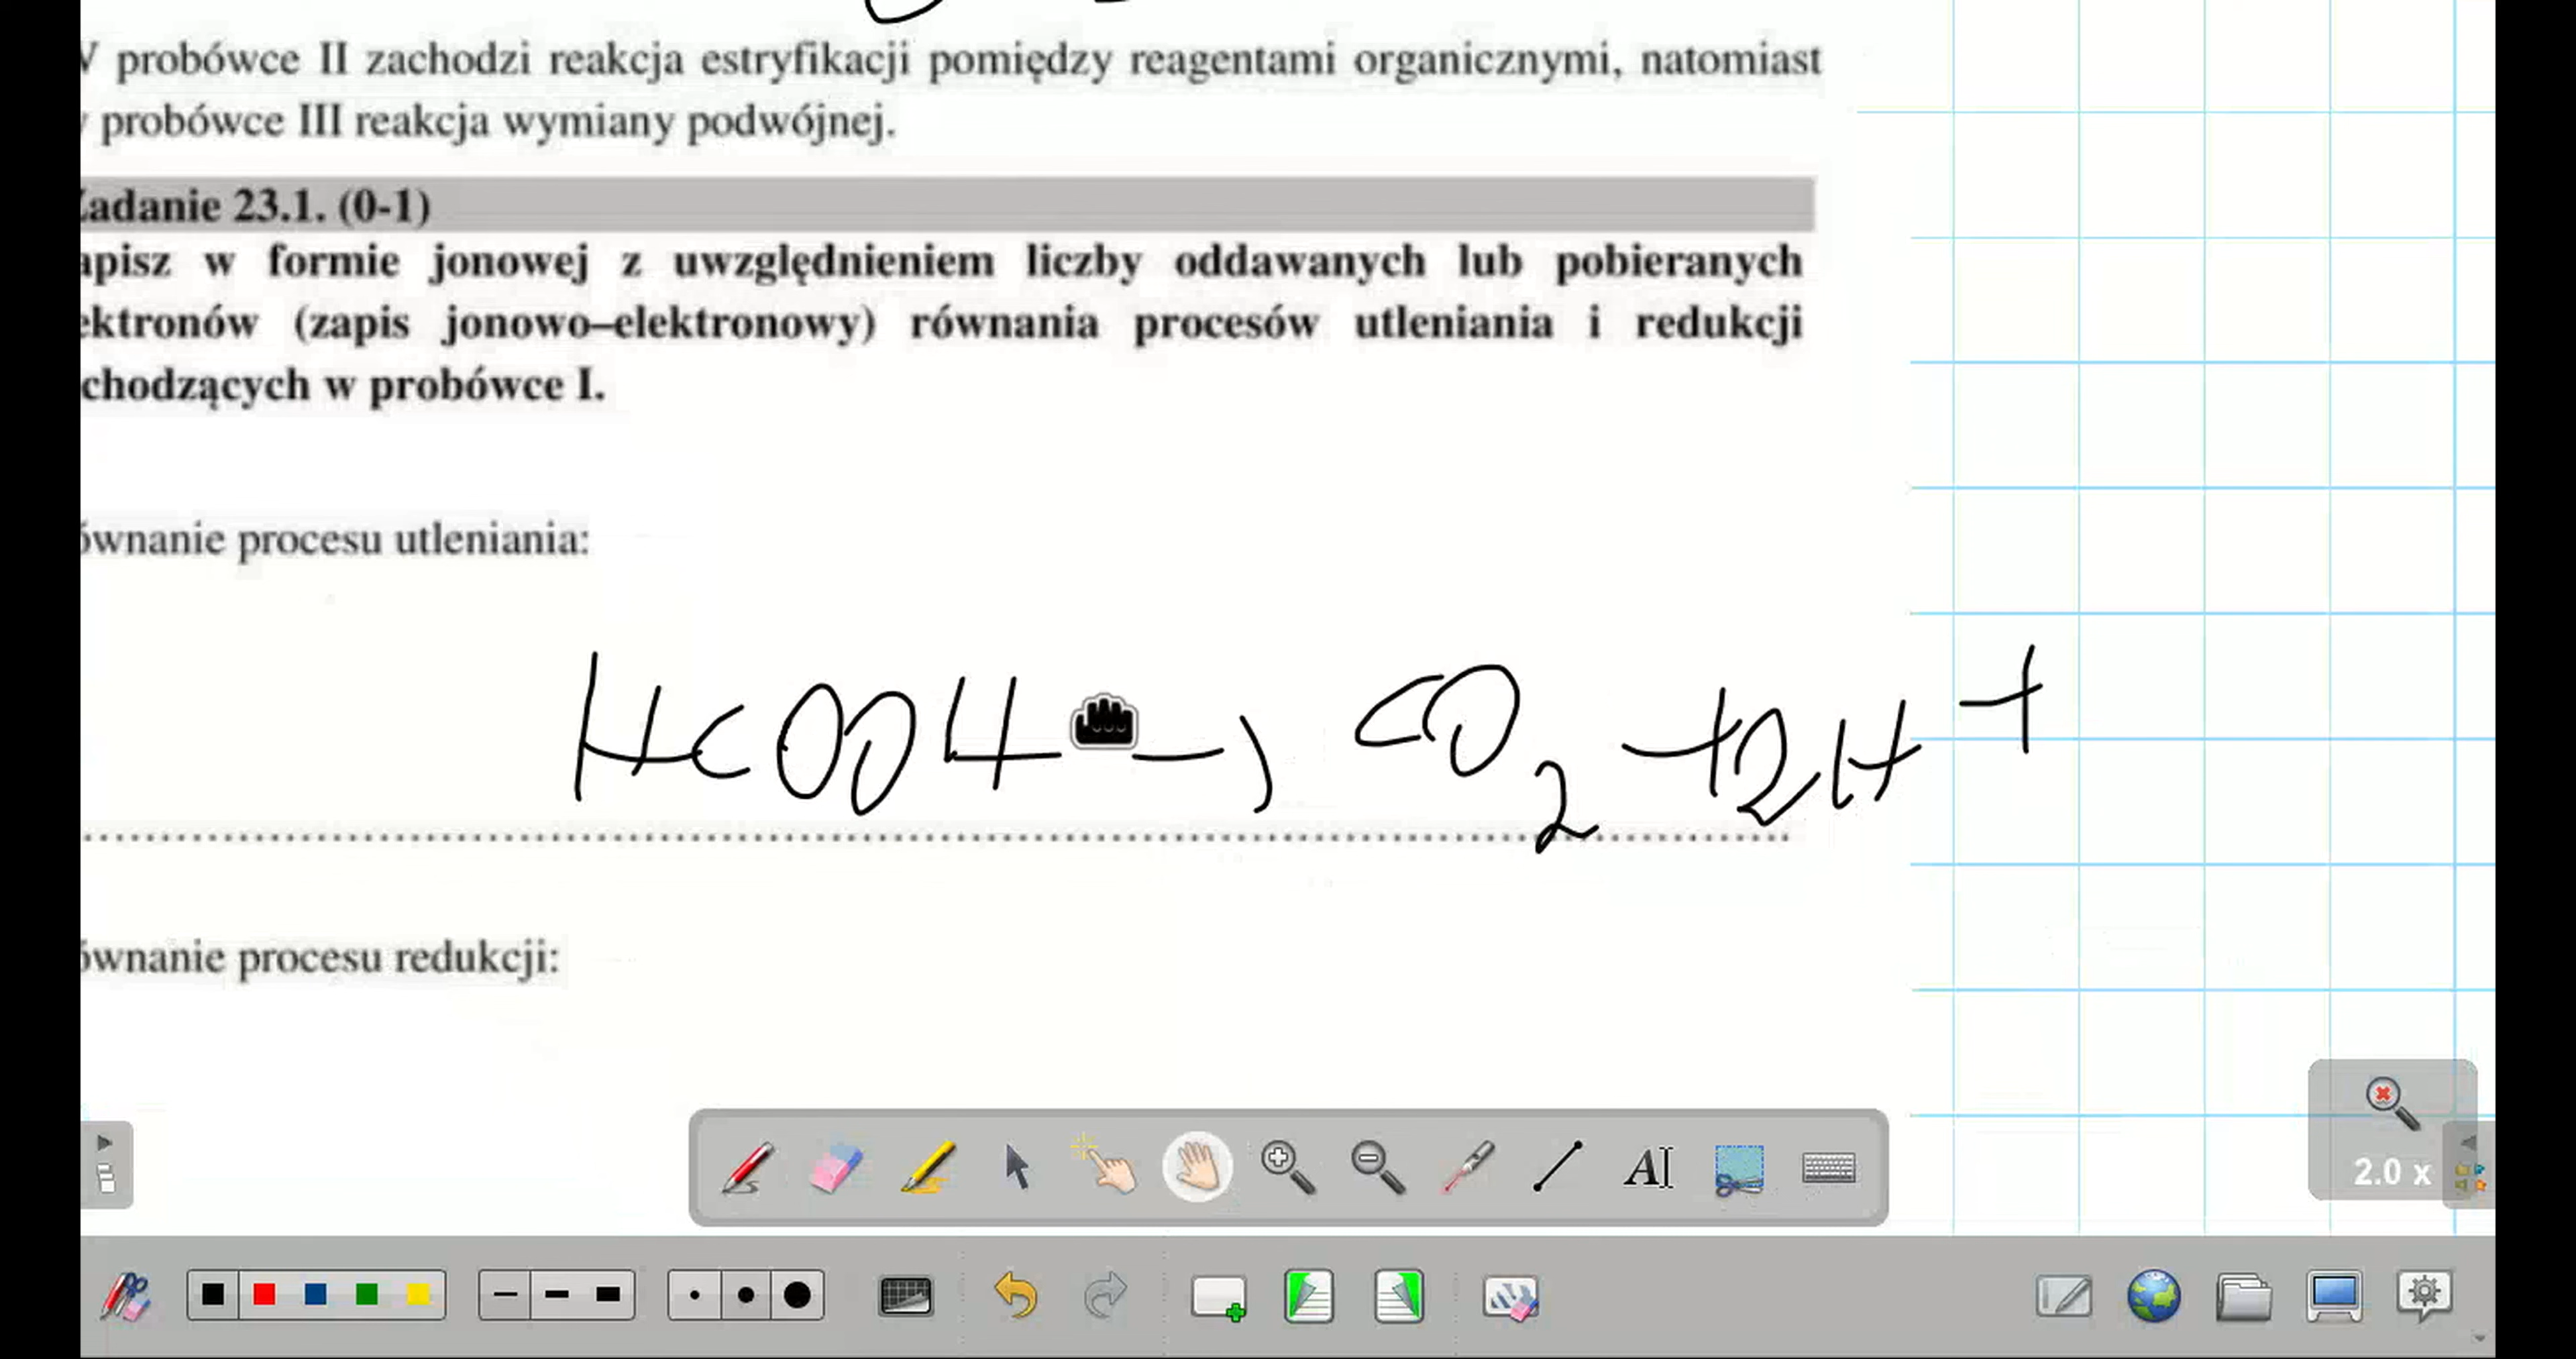 probówce II zachodzi reakcja estryfikacji pomiędzy reagentami organicznymi, natomiast
probówce III reakcja wymiany podwójnej.
Zadanie 23.1. (0-1)
apisz w formie jonowej z uwzględnieniem liczby oddawanych lub pobieranych
ektronów (zapis jonowo–elektronowy) równania procesów utleniania i redukcji
chodzących w probówce I.
ównanie procesu utleniania:
HCOOH → CO₂ + 2H⁺
ównanie procesu redukcji:
AI
2.0 x